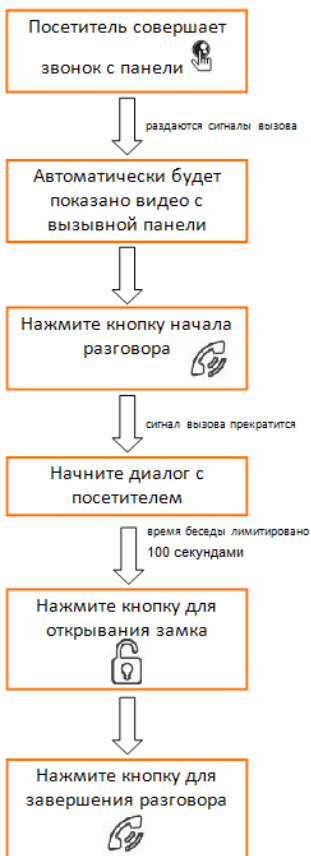 Посетитель совершает
звонок с панели
раздаются сигналы вызова
Автоматически будет
показано видео с
вызывной панели
Нажмите кнопку начала
разговора
сигнал вызова прекратится
Начните диалог с
посетителем
время беседы лимитировано
100 секундами
Нажмите кнопку для
открывания замка
Нажмите кнопку для
завершения разговора